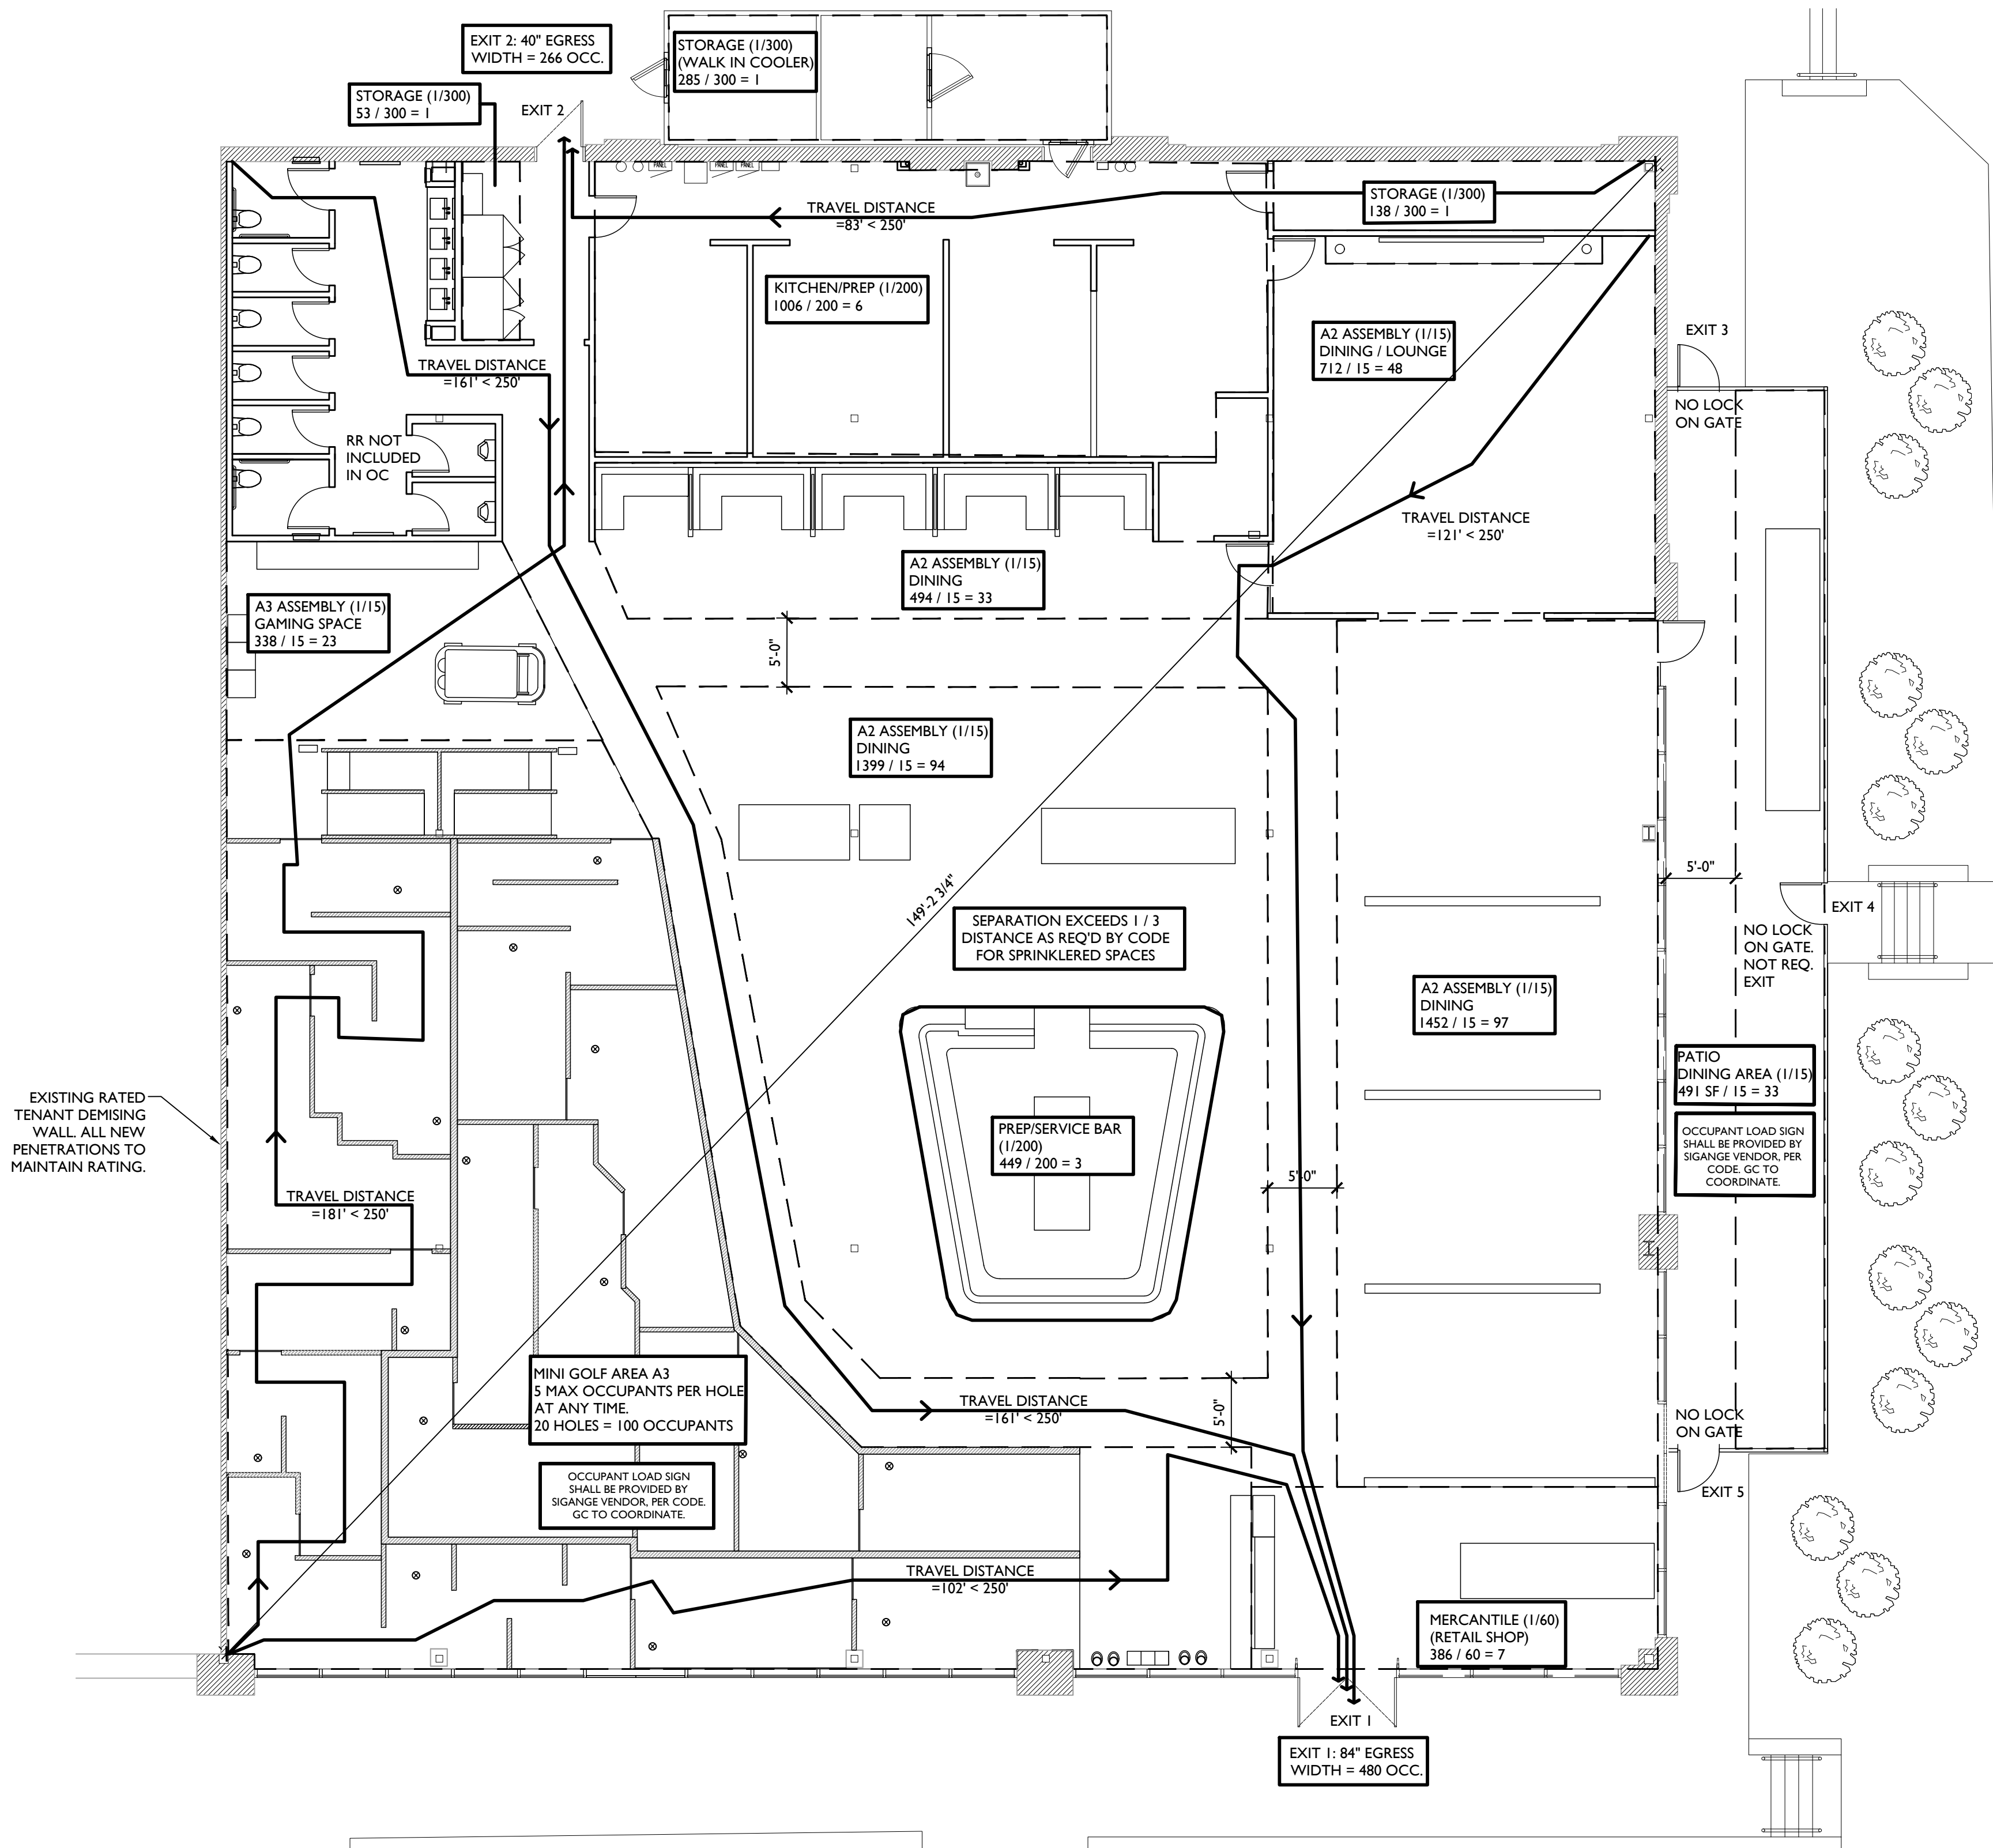 EXIT 2: 40" EGRESS
WIDTH = 266 OCC.
STORAGE (1/300)
(WALK IN COOLER)
285 / 300 = 1
STORAGE (1/300)
53 / 300 = 1
EXIT 2
PANEL
PANEL
PANEL
STORAGE (1/300)
138 / 300 = 1
TRAVEL DISTANCE
=83' < 250'
KITCHEN/PREP (1/200)
1006 / 200 = 6
A2 ASSEMBLY (1/15)
DINING / LOUNGE
712 / 15 = 48
EXIT 3
NO LOCK
ON GATE
TRAVEL DISTANCE
=161' < 250'
RR NOT
INCLUDED
IN OC
TRAVEL DISTANCE
=121' < 250'
A2 ASSEMBLY (1/15)
DINING
494 / 15 = 33
A3 ASSEMBLY (1/15)
GAMING SPACE
338 / 15 = 23
5'-0"
A2 ASSEMBLY (1/15)
DINING
1399 / 15 = 94
149'-2 3/4"
5'-0"
EXIT 4
NO LOCK
ON GATE.
NOT REQ.
EXIT
SEPARATION EXCEEDS 1 / 3
DISTANCE AS REQ'D BY CODE
FOR SPRINKLERED SPACES
A2 ASSEMBLY (1/15)
DINING
1452 / 15 = 97
PATIO
DINING AREA (1/15)
491 SF / 15 = 33
OCCUPANT LOAD SIGN
SHALL BE PROVIDED BY
SIGANGE VENDOR, PER
CODE. GC TO
COORDINATE.
EXISTING RATED
TENANT DEMISING
WALL. ALL NEW
PENETRATIONS TO
MAINTAIN RATING.
PREP/SERVICE BAR
(1/200)
449 / 200 = 3
5'-0"
TRAVEL DISTANCE
=181' < 250'
MINI GOLF AREA A3
5 MAX OCCUPANTS PER HOLE
AT ANY TIME.
20 HOLES = 100 OCCUPANTS
TRAVEL DISTANCE
=161' < 250'
5'-0"
NO LOCK
ON GATE
EXIT 5
OCCUPANT LOAD SIGN
SHALL BE PROVIDED BY
SIGANGE VENDOR, PER CODE.
GC TO COORDINATE.
TRAVEL DISTANCE
=102' < 250'
MERCANTILE (1/60)
(RETAIL SHOP)
386 / 60 = 7
EXIT 1
EXIT 1: 84" EGRESS
WIDTH = 480 OCC.